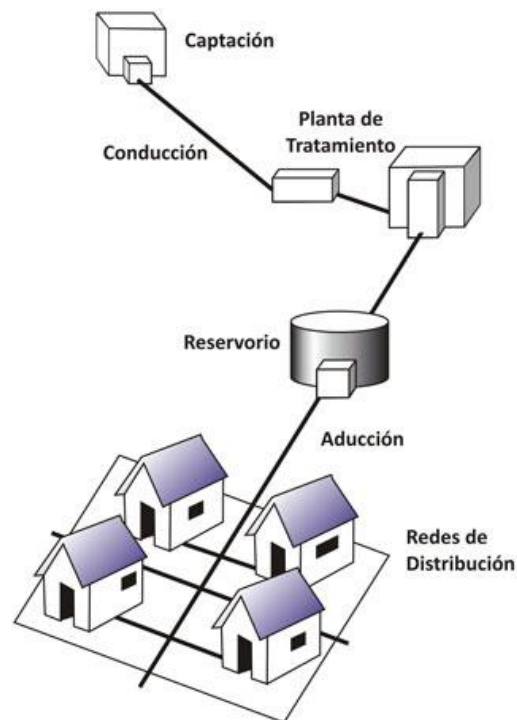 Captación
Conducción
Planta de
Tratamiento
Reservorio
Aducción
Redes de
Distribución